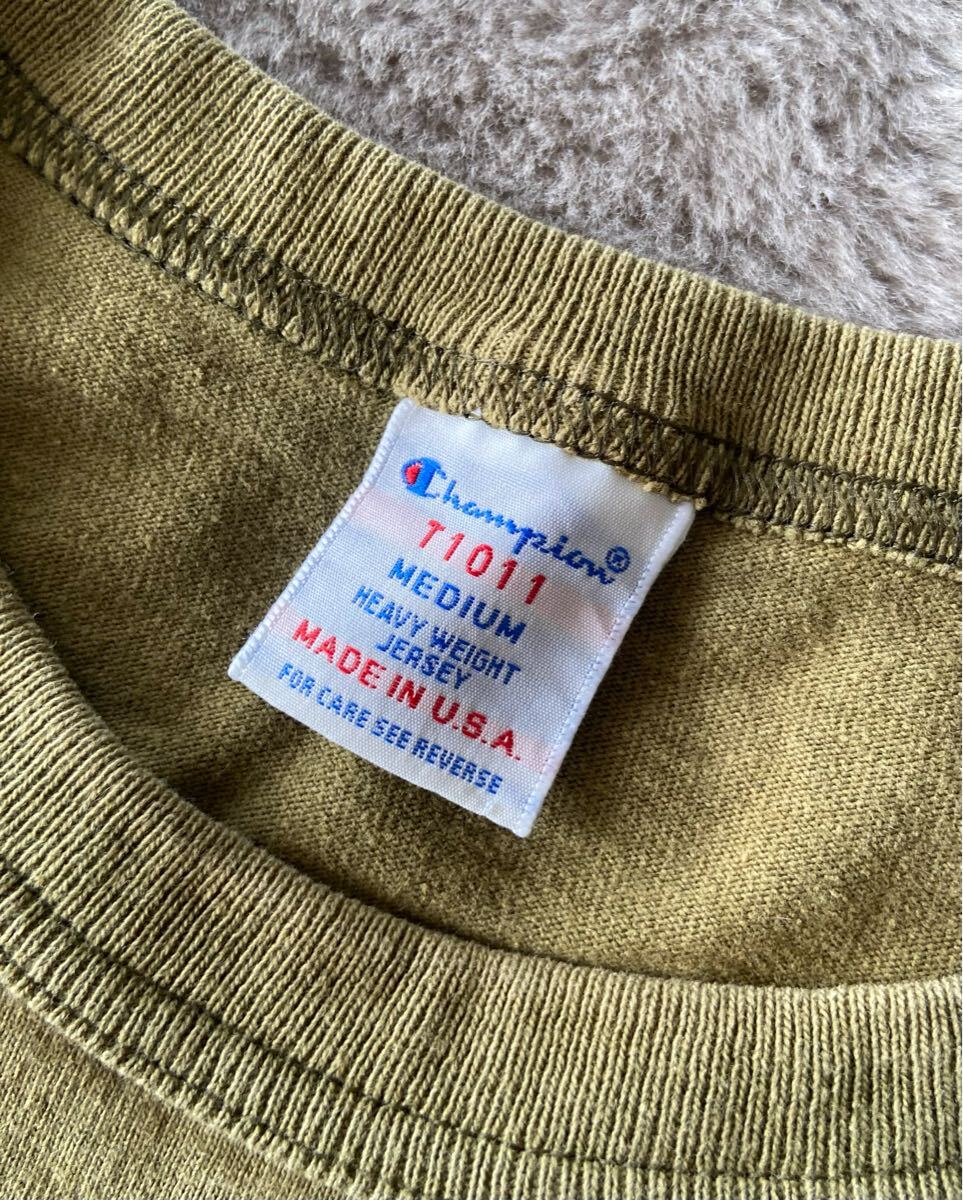 Champion®
T1011
MEDIUM
HEAVY WEIGHT
JERSEY
MADE IN U.S.A.
FOR CARE SEE REVERSE